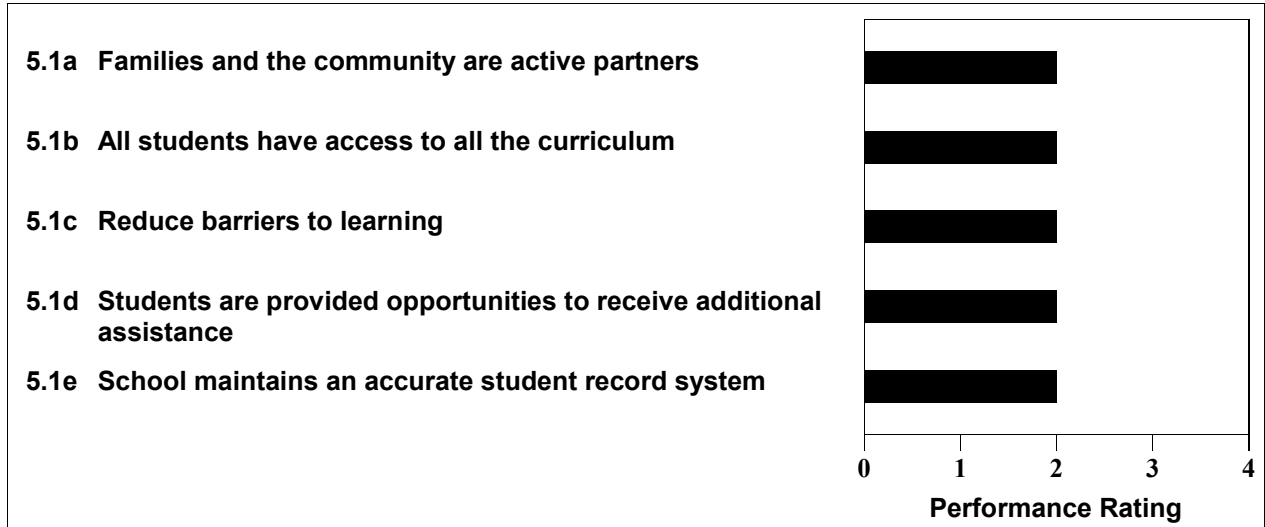 5.1a Families and the community are active partners
5.1b All students have access to all the curriculum
5.1c Reduce barriers to learning
5.1d Students are provided opportunities to receive additional
assistance
5.1e School maintains an accurate student record system
0 1 2 3 4
Performance Rating